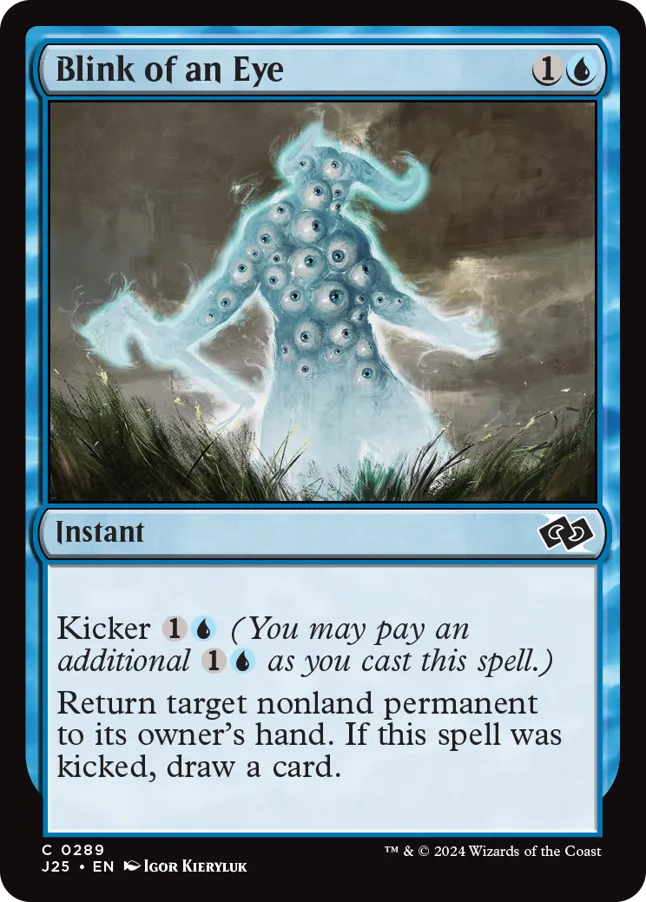 Blink of an Eye 1
Instant
Kicker 1 (You may pay an
additional 1 as you cast this spell.)
Return target nonland permanent
to its owner's hand. If this spell was
kicked, draw a card.
C 0289
J25 • EN Igor Kieryluk
™ & © 2024 Wizards of the Coast